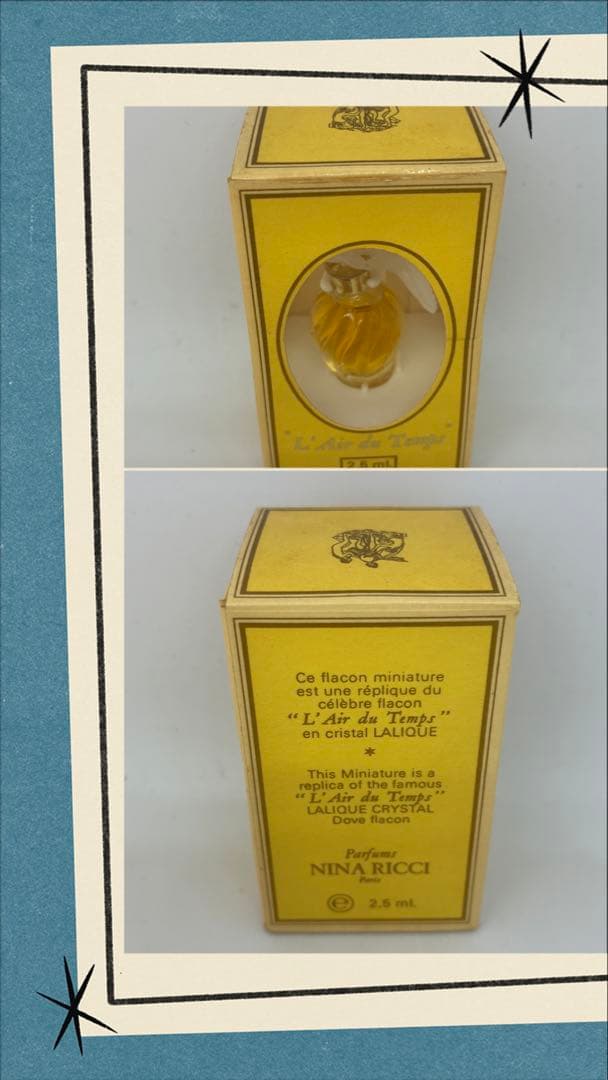 "L'Air du Temps"
2.5 ml.
Ce flacon miniature
est une réplique du
célèbre flacon
"L'Air du Temps"
en cristal LALIQUE
*
This Miniature is a
replica of the famous
"L'Air du Temps"
LALIQUE CRYSTAL
Dove flacon
Parfums
NINA RICCI
Paris
℮ 2,5 ml.